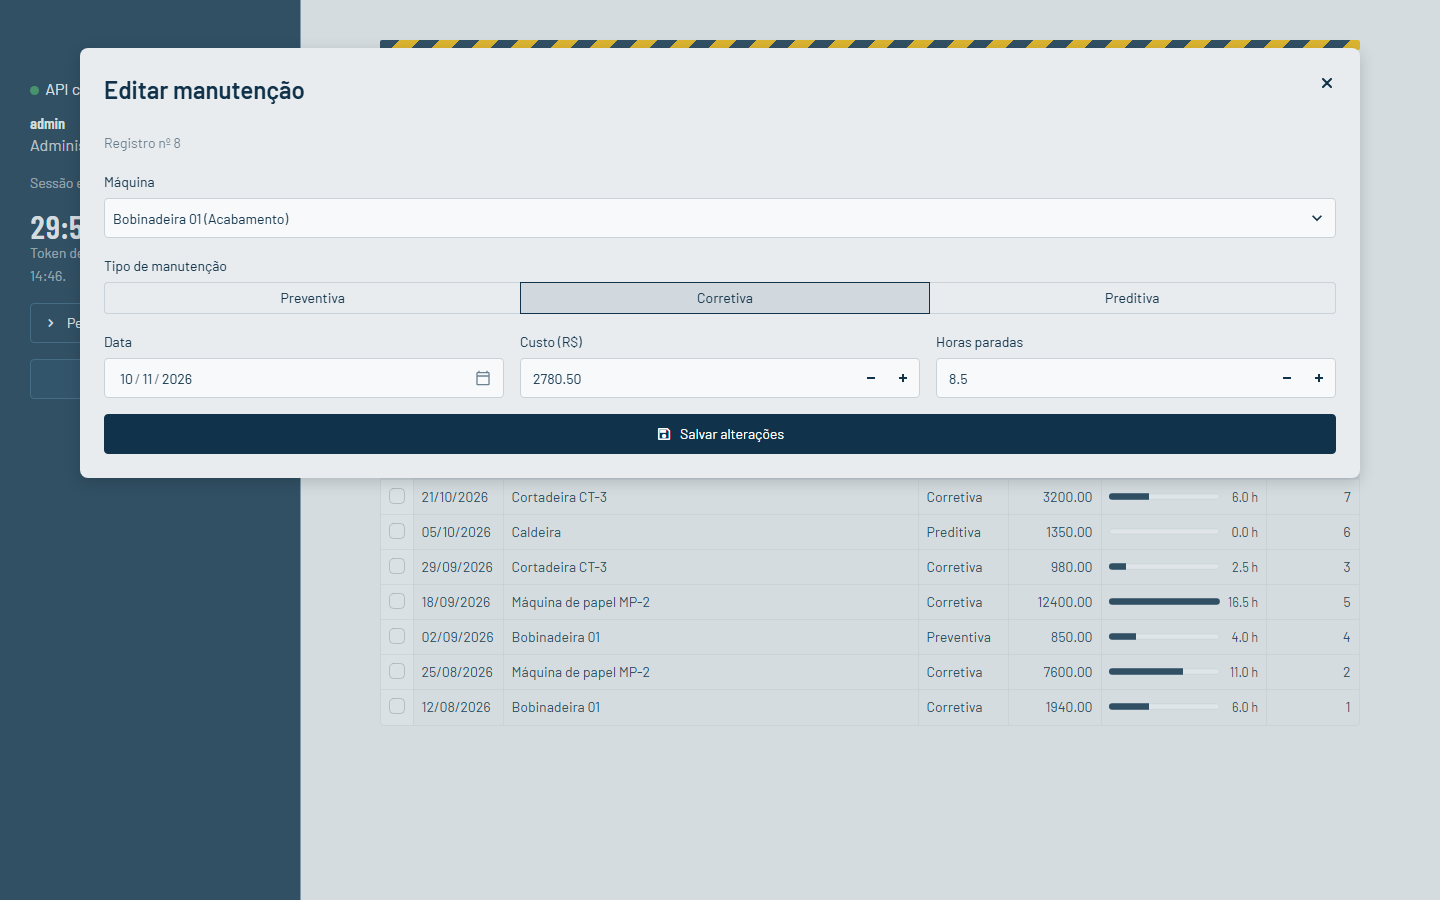 Editar manutenção
Registro nº 8
Máquina
Bobinadeira 01 (Acabamento)
Tipo de manutenção
Preventiva
Corretiva
Preditiva
Data
Custo (R$)
Horas paradas
10 / 11 / 2026
2780.50
8.5
Salvar alterações
API
admin
Sessão
29:5
Token
14:46.
21/10/2026 Cortadeira CT-3 Corretiva 3200.00 6.0 h 7
05/10/2026 Caldeira Preditiva 1350.00 0.0 h 6
29/09/2026 Cortadeira CT-3 Corretiva 980.00 2.5 h 3
18/09/2026 Máquina de papel MP-2 Corretiva 12400.00 16.5 h 5
02/09/2026 Bobinadeira 01 Preventiva 850.00 4.0 h 4
25/08/2026 Máquina de papel MP-2 Corretiva 7600.00 11.0 h 2
12/08/2026 Bobinadeira 01 Corretiva 1940.00 6.0 h 1